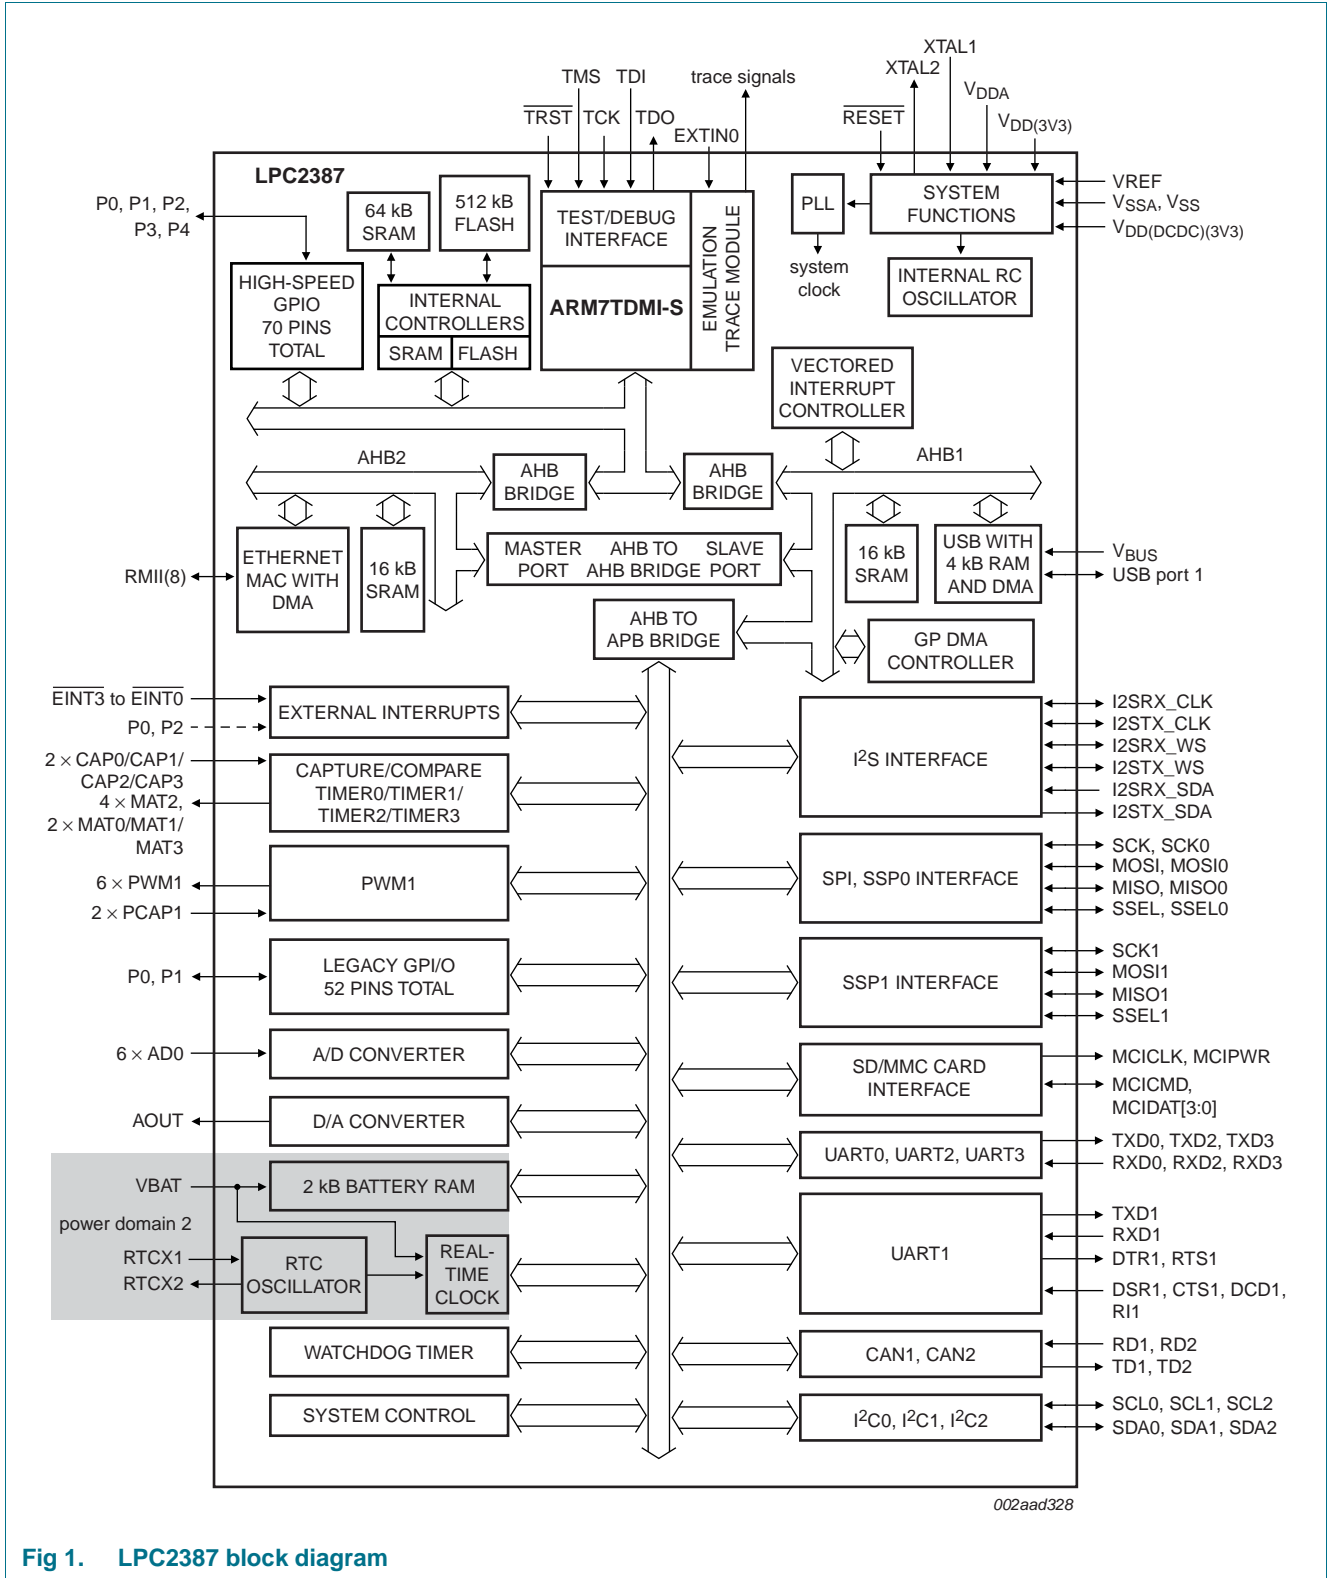 XTAL1
XTAL2
TMS TDI
trace signals
VDDA
TRST TCK TDO
RESET
VDD(3V3)
EXTIN0
LPC2387
P0, P1, P2,
P3, P4
64 kB
SRAM
512 kB
FLASH
TEST/DEBUG
INTERFACE
EMULATION
TRACE MODULE
PLL
SYSTEM
FUNCTIONS
VREF
VSSA, VSS
VDD(DCDC)(3V3)
system
clock
HIGH-SPEED
GPIO
70 PINS
TOTAL
INTERNAL
CONTROLLERS
SRAM FLASH
ARM7TDMI-S
INTERNAL RC
OSCILLATOR
VECTORED
INTERRUPT
CONTROLLER
AHB2
AHB
BRIDGE
AHB
BRIDGE
AHB1
ETHERNET
MAC WITH
DMA
16 kB
SRAM
MASTER AHB TO SLAVE
PORT AHB BRIDGE PORT
16 kB
SRAM
USB WITH
4 kB RAM
AND DMA
VBUS
USB port 1
RMII(8)
AHB TO
APB BRIDGE
GP DMA
CONTROLLER
EINT3 to EINT0
P0, P2
EXTERNAL INTERRUPTS
2 × CAP0/CAP1/
CAP2/CAP3
4 × MAT2,
2 × MAT0/MAT1/
MAT3
CAPTURE/COMPARE
TIMER0/TIMER1/
TIMER2/TIMER3
I2S INTERFACE
I2SRX_CLK
I2STX_CLK
I2SRX_WS
I2STX_WS
I2SRX_SDA
I2STX_SDA
6 × PWM1
2 × PCAP1
PWM1
SPI, SSP0 INTERFACE
SCK, SCK0
MOSI, MOSI0
MISO, MISO0
SSEL, SSEL0
P0, P1
LEGACY GPI/O
52 PINS TOTAL
SSP1 INTERFACE
SCK1
MOSI1
MISO1
SSEL1
6 × AD0
A/D CONVERTER
SD/MMC CARD
INTERFACE
MCICLK, MCIPWR
MCICMD,
MCIDAT[3:0]
AOUT
D/A CONVERTER
UART0, UART2, UART3
TXD0, TXD2, TXD3
RXD0, RXD2, RXD3
VBAT
2 kB BATTERY RAM
power domain 2
RTCX1
RTCX2
RTC
OSCILLATOR
REAL-
TIME
CLOCK
UART1
TXD1
RXD1
DTR1, RTS1
DSR1, CTS1, DCD1,
RI1
WATCHDOG TIMER
CAN1, CAN2
RD1, RD2
TD1, TD2
SYSTEM CONTROL
I2C0, I2C1, I2C2
SCL0, SCL1, SCL2
SDA0, SDA1, SDA2
002aad328
Fig 1. LPC2387 block diagram